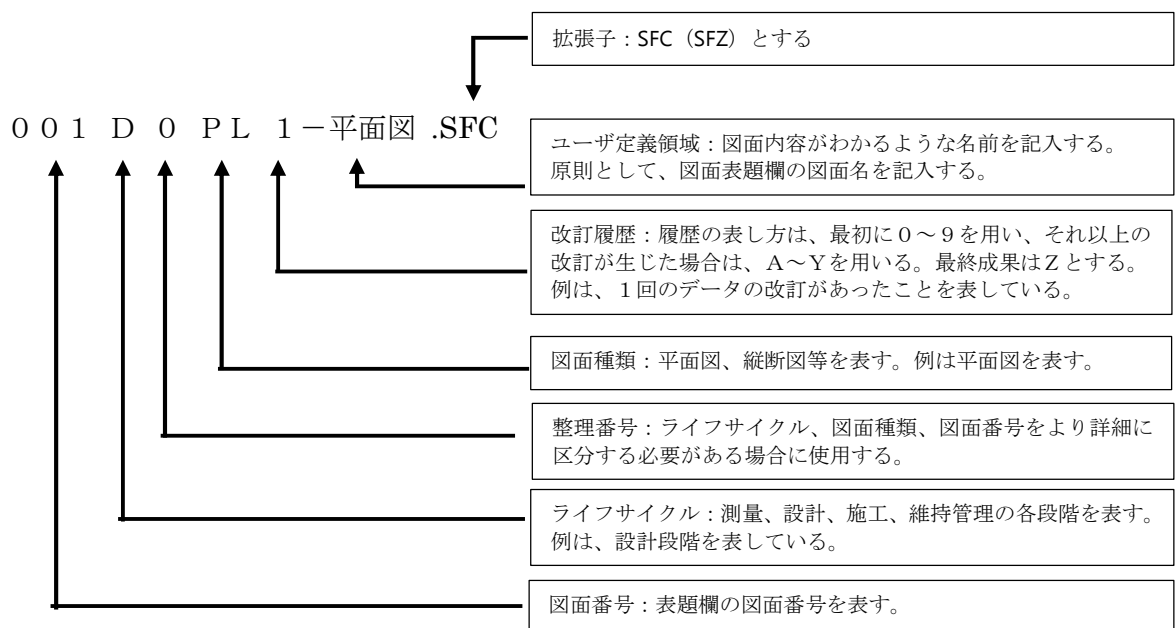 拡張子：SFC（SFZ）とする
００１ Ｄ ０ ＰＬ １－平面図 .SFC
ユーザ定義領域：図面内容がわかるような名前を記入する。
原則として、図面表題欄の図面名を記入する。
改訂履歴：履歴の表し方は、最初に０～９を用い、それ以上の
改訂が生じた場合は、Ａ～Ｙを用いる。最終成果はＺとする。
例は、１回のデータの改訂があったことを表している。
図面種類：平面図、縦断図等を表す。例は平面図を表す。
整理番号：ライフサイクル、図面種類、図面番号をより詳細に
区分する必要がある場合に使用する。
ライフサイクル：測量、設計、施工、維持管理の各段階を表す。
例は、設計段階を表している。
図面番号：表題欄の図面番号を表す。